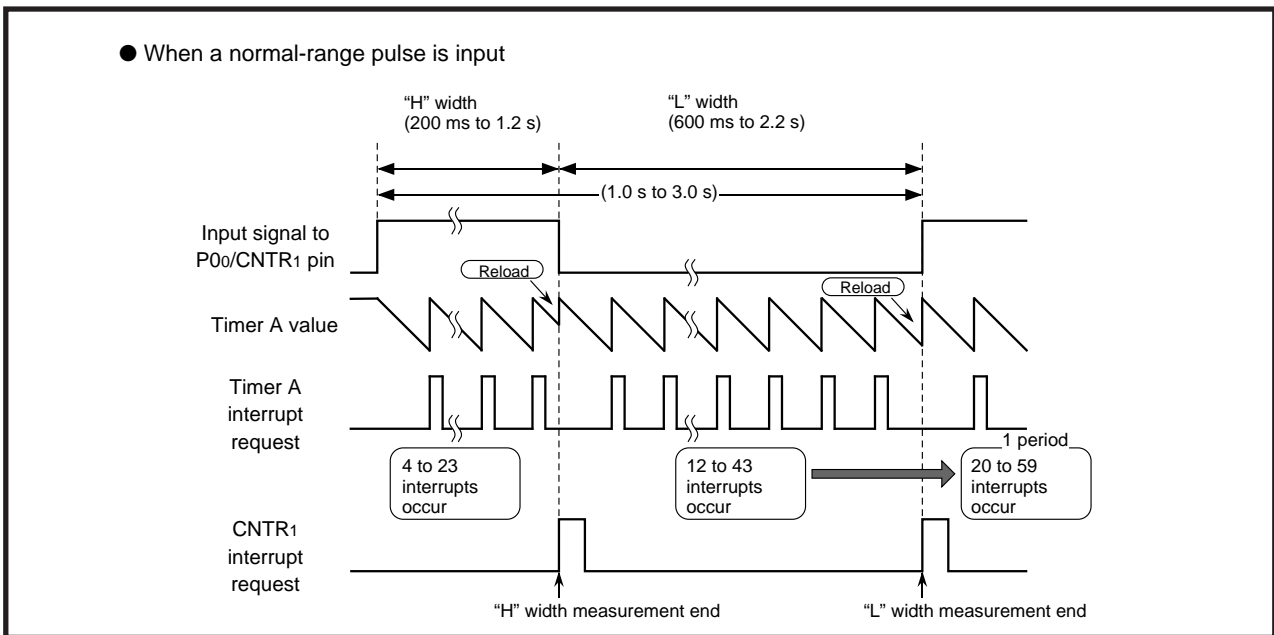 ● When a normal-range pulse is input
“H” width
(200 ms to 1.2 s)
“L” width
(600 ms to 2.2 s)
(1.0 s to 3.0 s)
Input signal to
P00/CNTR1 pin
Reload
Reload
Timer A value
Timer A
interrupt
request
1 period
4 to 23
interrupts
occur
12 to 43
interrupts
occur
20 to 59
interrupts
occur
CNTR1
interrupt
request
“H” width measurement end
“L” width measurement end